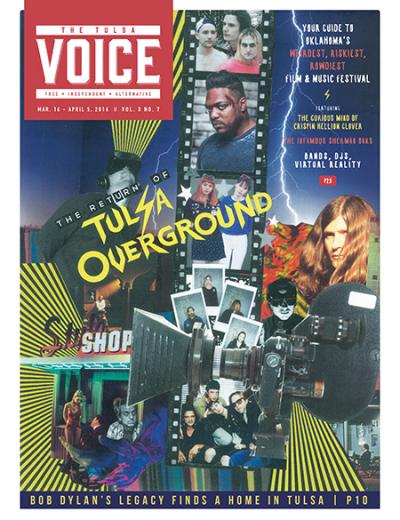 THE TULSA
VOICE
FREE • INDEPENDENT • ALTERNATIVE
MAR. 16 – APRIL 5, 2016 // VOL. 3 NO. 7
YOUR GUIDE TO
OKLAHOMA'S
WEIRDEST, RISKIEST,
ROWDIEST
FILM & MUSIC FESTIVAL
FEATURING
THE CURIOUS MIND OF
CRISPIN HELLION GLOVER
THE INFAMOUS SHERMAN OAKS
BANDS, DJS,
VIRTUAL REALITY
P25
THE RETURN OF
TULSA
OVERGROUND
SHOP
BOB DYLAN'S LEGACY FINDS A HOME IN TULSA | P10